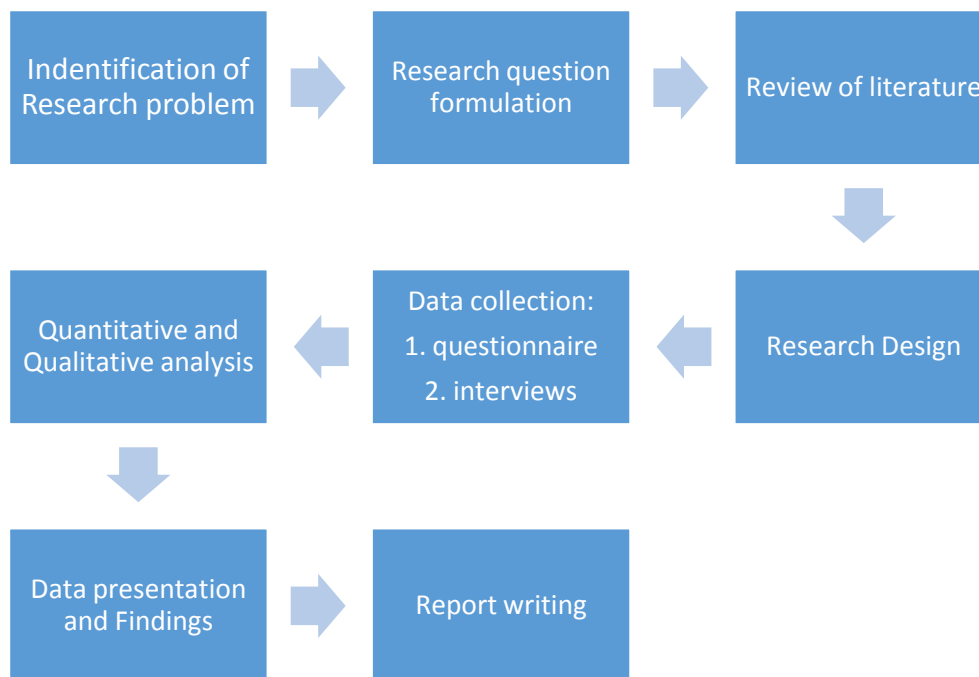 Indentification of
Research problem
Research question
formulation
Review of literature
Research Design
Data collection:
1. questionnaire
2. interviews
Quantitative and
Qualitative analysis
Data presentation
and Findings
Report writing